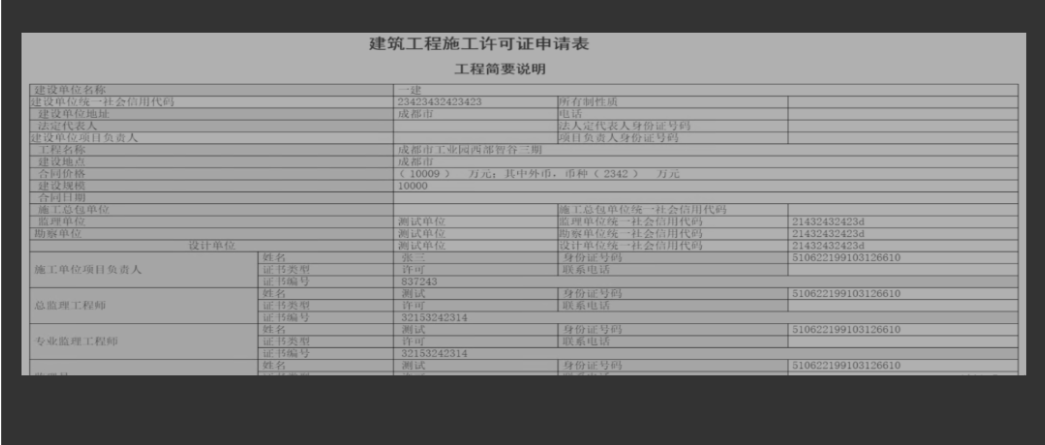 建筑工程施工许可证申请表
工程简要说明
建设单位名称 一建
建设单位统一社会信用代码 23423432423423 所有制性质
建设单位地址 成都市 电话
法定代表人 法人定代表人身份证号码
建设单位项目负责人 项目负责人身份证号码
工程名称 成都市工业园西部智谷三期
建设地点 成都市
合同价格 （ 10009 ） 万元；其中外币，币种（ 2342 ） 万元
建设规模 10000
合同日期
施工总包单位 施工总包单位统一社会信用代码
监理单位 测试单位 监理单位统一社会信用代码 21432432423d
勘察单位 测试单位 勘察单位统一社会信用代码 21432432423d
设计单位 测试单位 设计单位统一社会信用代码 21432432423d
施工单位项目负责人 姓名 张三 身份证号码 510622199103126610
证书类型 许可 联系电话
证书编号 837243
总监理工程师 姓名 测试 身份证号码 510622199103126610
证书类型 许可 联系电话
证书编号 32153242314
专业监理工程师 姓名 测试 身份证号码 510622199103126610
证书类型 许可 联系电话
证书编号 32153242314
姓名 测试 身份证号码 510622199103126610